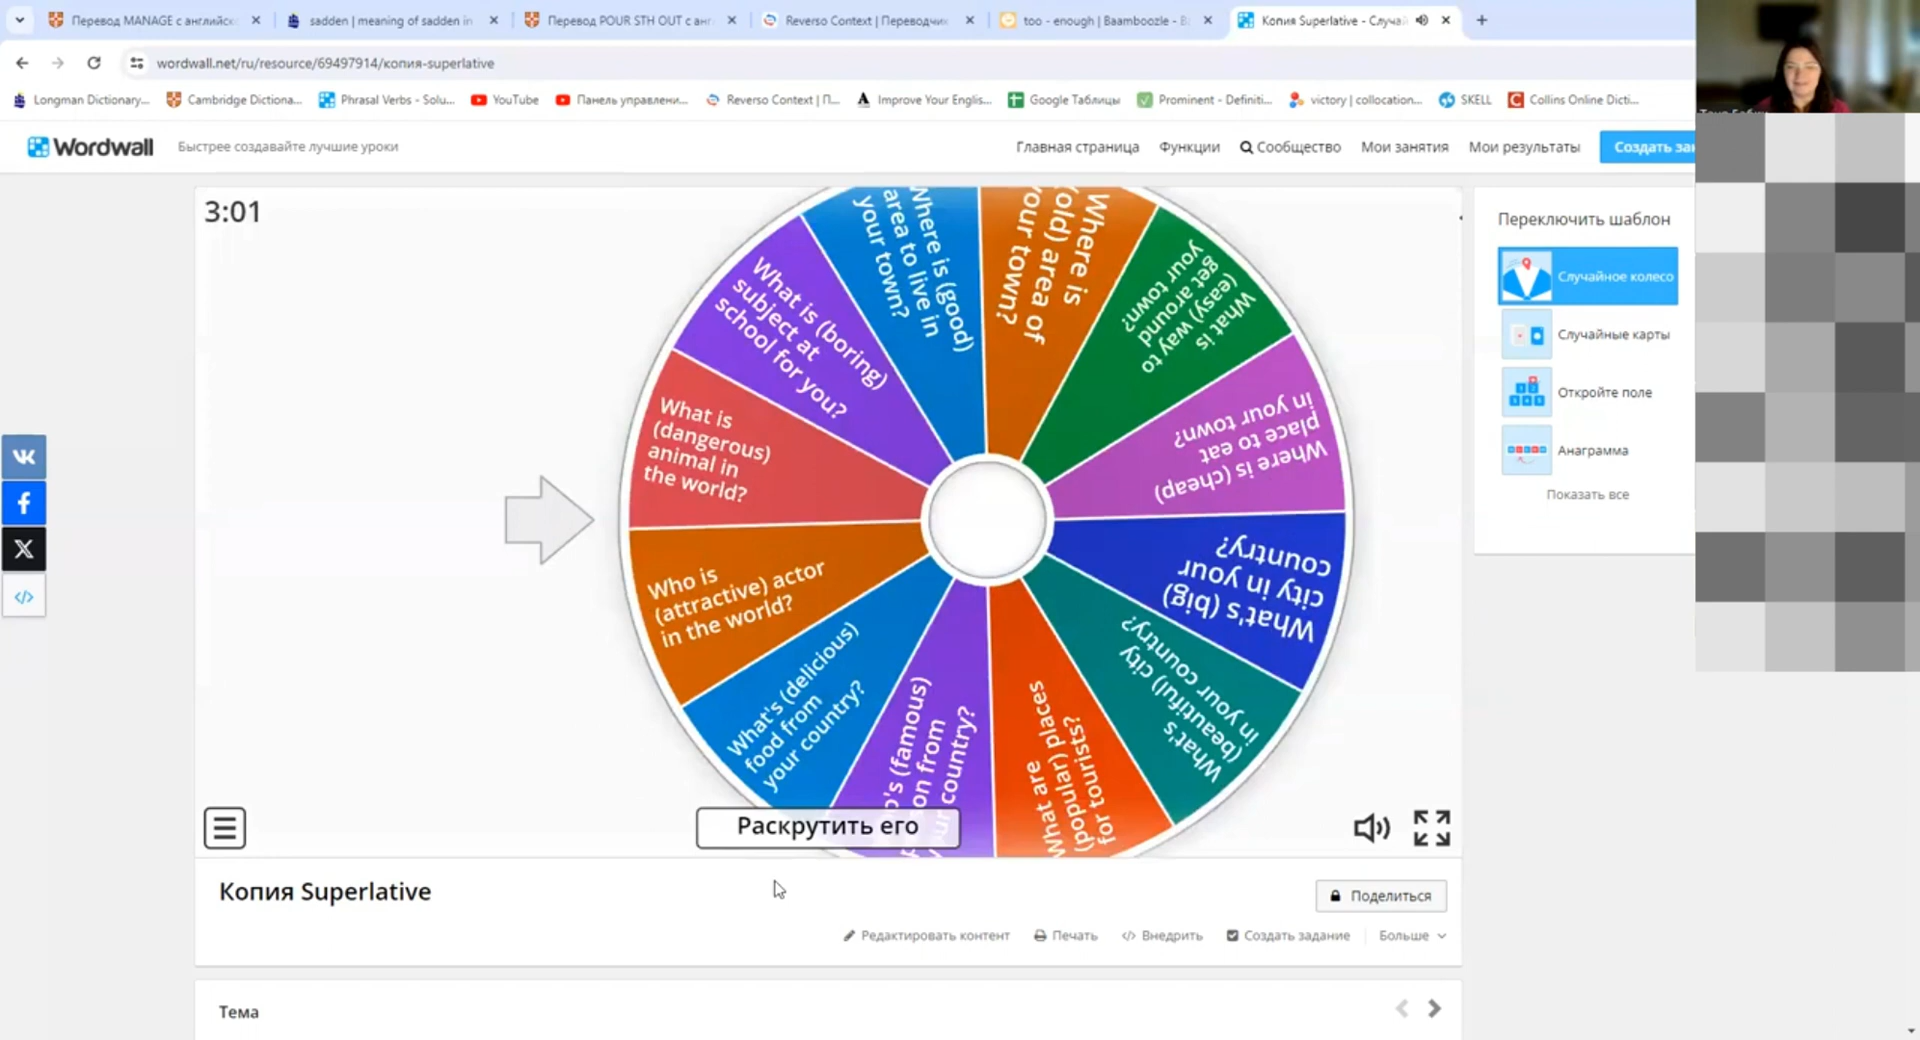 Перевод MANAGE с английск
sadden | meaning of sadden in
Перевод POUR STH OUT с анг
Reverso Context | Переводчик
too - enough | Baamboozle - B
Копия Superlative - Случа
wordwall.net/ru/resource/69497914/копия-superlative
Longman Dictionary...
Cambridge Dictiona...
Phrasal Verbs - Solu...
YouTube
Панель управлени...
Reverso Context | П...
Improve Your Englis...
Google Таблицы
Prominent - Definiti...
victory | collocation...
SKELL
Collins Online Dicti...
Wordwall
Быстрее создавайте лучшие уроки
Главная страница
Функции
Сообщество
Мои занятия
Мои результаты
Создать зан
3:01
Where is (good)
area to live in
your town?
Where is
(old) area of
your town?
What is
(easy) way to
get around
your town?
Where is (cheap)
place to eat
in your town?
What's (big)
city in your
country?
What's
(beautiful) city
in your country?
What are
(popular) places
for tourists?
's (famous)
on from
ur country?
What's (delicious)
food from
your country?
Who is
(attractive) actor
in the world?
What is
(dangerous)
animal in
the world?
What is (boring)
subject at
school for you?
Раскрутить его
Переключить шаблон
Случайное колесо
Случайные карты
Откройте поле
Анаграмма
Показать все
Копия Superlative
Поделиться
Редактировать контент
Печать
Внедрить
Создать задание
Больше
Тема